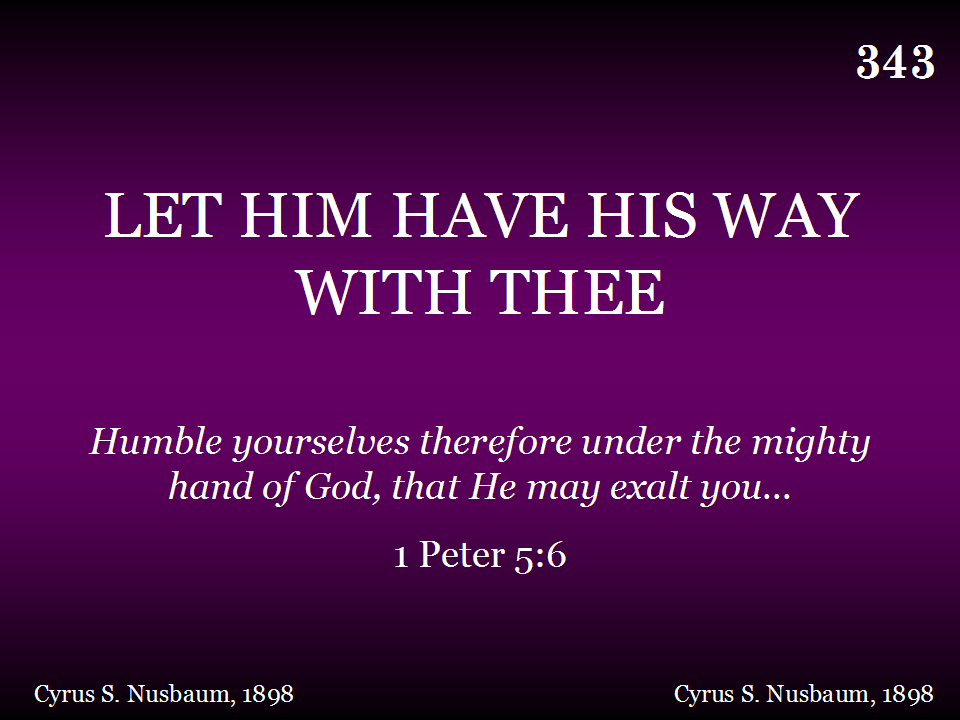 343
LET HIM HAVE HIS WAY
WITH THEE
Humble yourselves therefore under the mighty
hand of God, that He may exalt you...
1 Peter 5:6
Cyrus S. Nusbaum, 1898
Cyrus S. Nusbaum, 1898